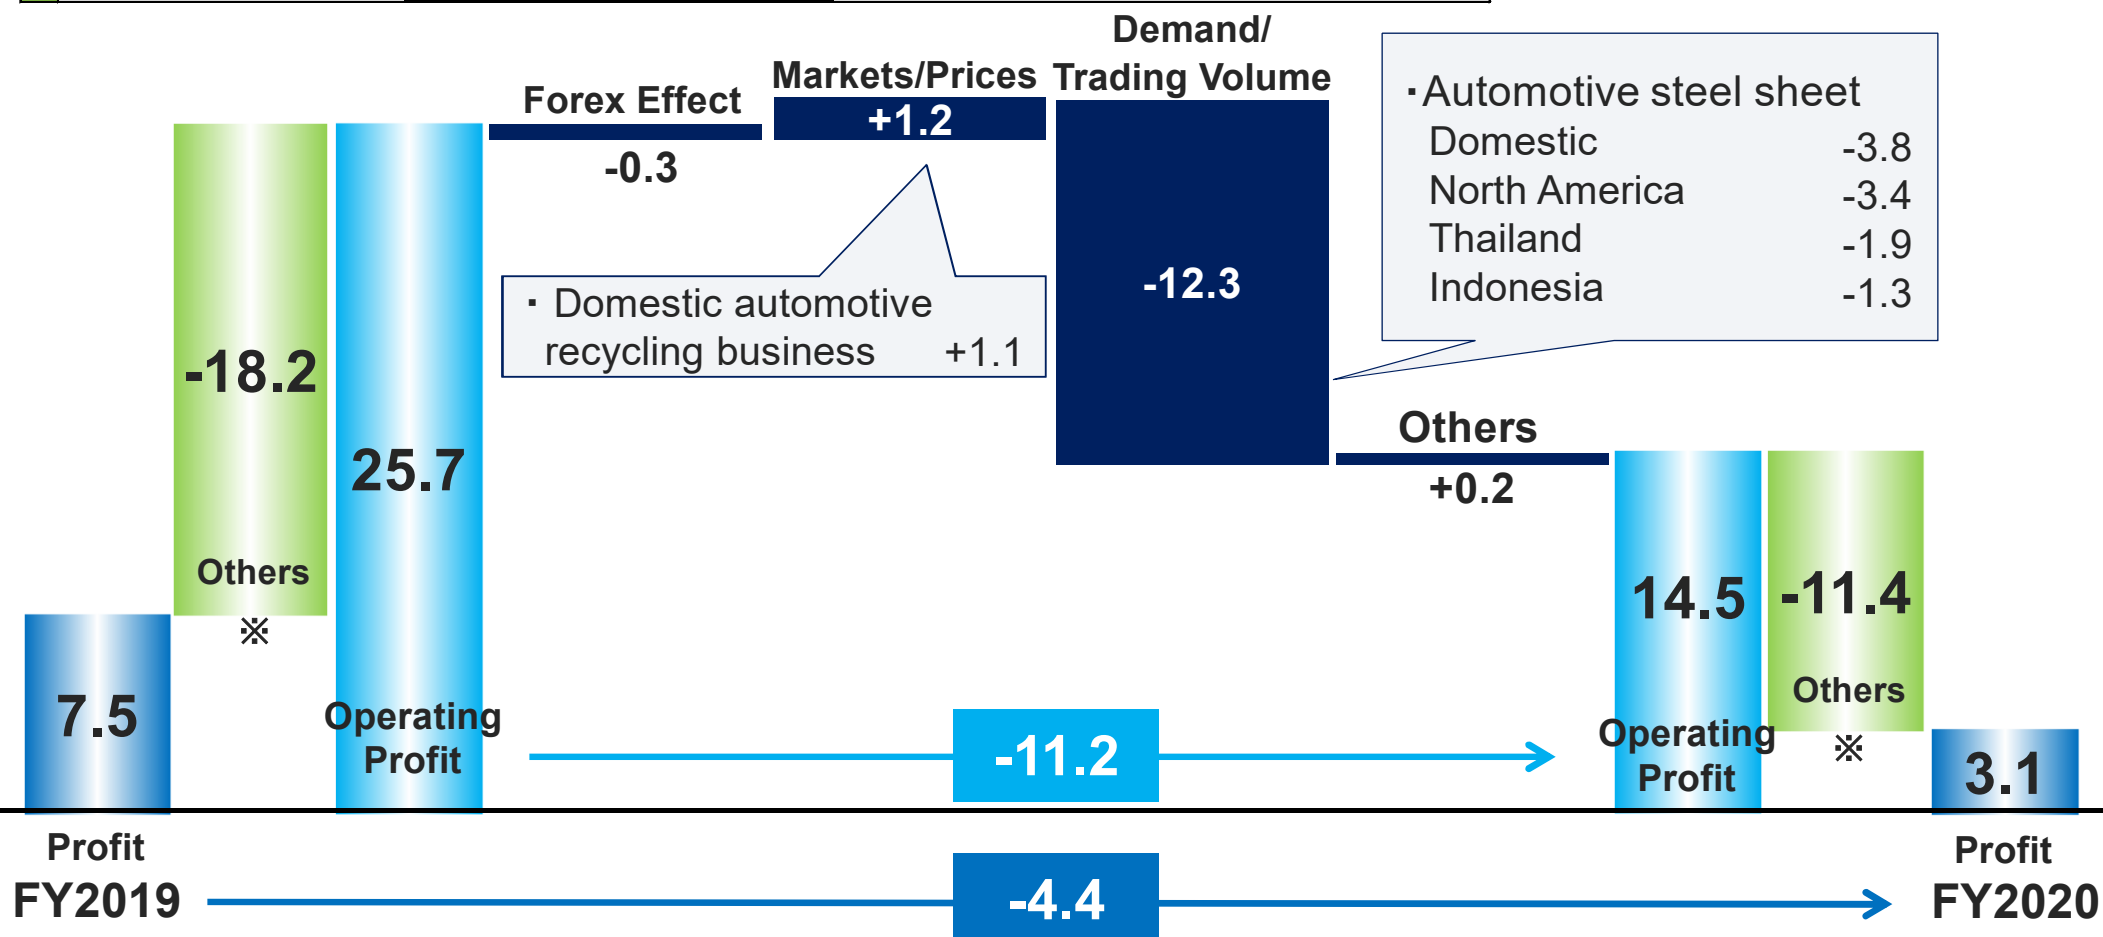 Demand/
Trading Volume
Markets/Prices
Forex Effect
+1.2
-0.3
-12.3
・Automotive steel sheet
Domestic -3.8
North America -3.4
Thailand -1.9
Indonesia -1.3
・ Domestic automotive
recycling business +1.1
Others
+0.2
-18.2
Others
※
25.7
Operating
Profit
7.5
14.5
Operating
Profit
-11.4
Others
※
3.1
-11.2
Profit
FY2019
-4.4
Profit
FY2020